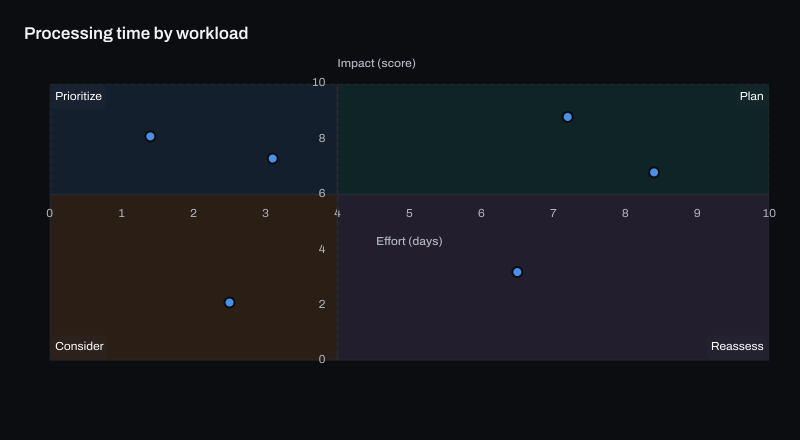 Processing time by workload
Impact (score)
10
Prioritize
Plan
8
6
0 1 2 3 4 5 6 7 8 9 10
Effort (days)
4
2
Consider
Reassess
0